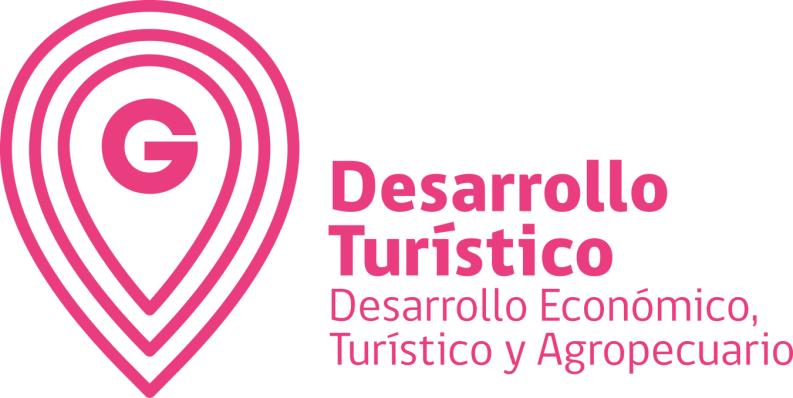 G
Desarrollo
Turístico
Desarrollo Económico,
Turístico y Agropecuario